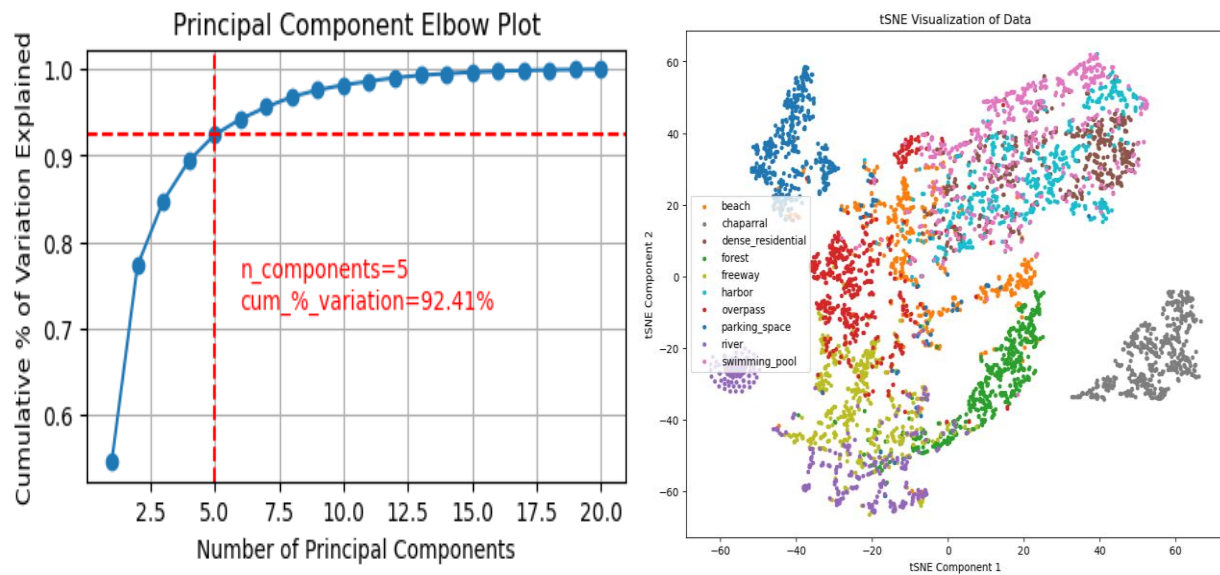 Principal Component Elbow Plot
Cumulative % of Variation Explained
1.0
0.9
0.8
0.7
0.6
n_components=5
cum_%_variation=92.41%
2.5 5.0 7.5 10.0 12.5 15.0 17.5 20.0
Number of Principal Components
tSNE Visualization of Data
tSNE Component 2
60
40
20
0
−20
−40
−60
beach
chaparral
dense_residential
forest
freeway
harbor
overpass
parking_space
river
swimming_pool
−60 −40 −20 0 20 40 60
tSNE Component 1